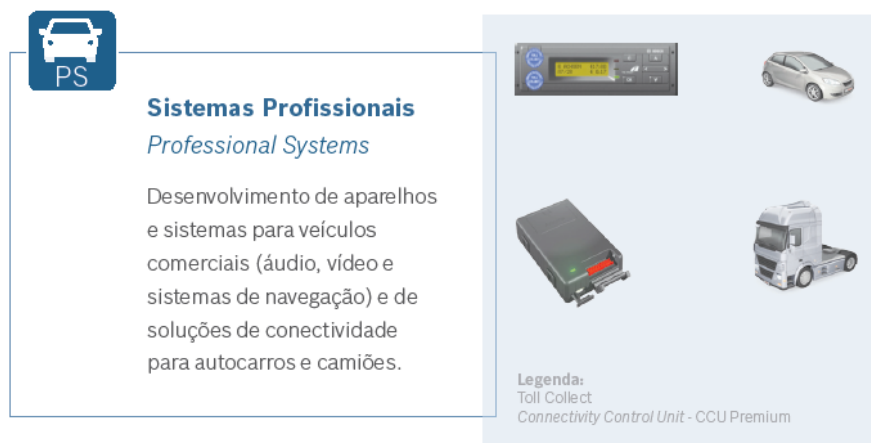 PS
Sistemas Profissionais
Professional Systems
Desenvolvimento de aparelhos
e sistemas para veículos
comerciais (áudio, vídeo e
sistemas de navegação) e de
soluções de conectividade
para autocarros e camiões.
Legenda:
Toll Collect
Connectivity Control Unit - CCU Premium